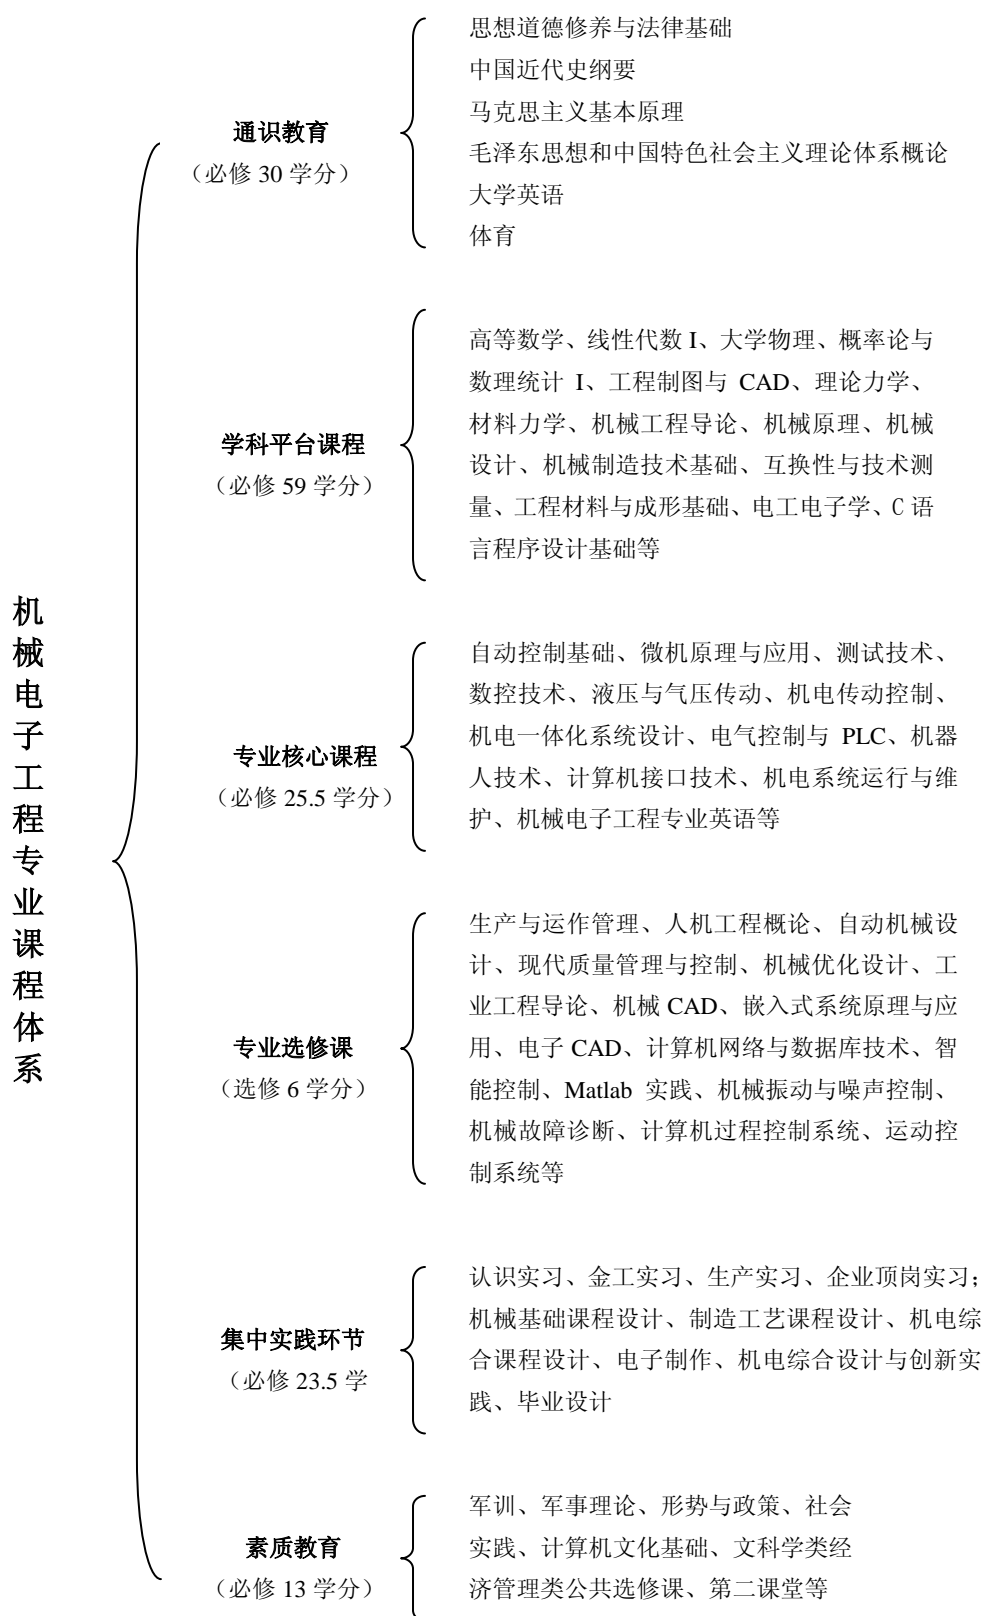 机械电子工程专业课程体系
通识教育
（必修 30 学分）
思想道德修养与法律基础
中国近代史纲要
马克思主义基本原理
毛泽东思想和中国特色社会主义理论体系概论
大学英语
体育
学科平台课程
（必修 59 学分）
高等数学、线性代数 I、大学物理、概率论与
数理统计 I、工程制图与 CAD、理论力学、
材料力学、机械工程导论、机械原理、机械
设计、机械制造技术基础、互换性与技术测
量、工程材料与成形基础、电工电子学、C 语
言程序设计基础等
专业核心课程
（必修 25.5 学分）
自动控制基础、微机原理与应用、测试技术、
数控技术、液压与气压传动、机电传动控制、
机电一体化系统设计、电气控制与 PLC、机器
人技术、计算机接口技术、机电系统运行与维
护、机械电子工程专业英语等
专业选修课
（选修 6 学分）
生产与运作管理、人机工程概论、自动机械设
计、现代质量管理与控制、机械优化设计、工
业工程导论、机械 CAD、嵌入式系统原理与应
用、电子 CAD、计算机网络与数据库技术、智
能控制、Matlab 实践、机械振动与噪声控制、
机械故障诊断、计算机过程控制系统、运动控
制系统等
集中实践环节
（必修 23.5 学
认识实习、金工实习、生产实习、企业顶岗实习；
机械基础课程设计、制造工艺课程设计、机电综
合课程设计、电子制作、机电综合设计与创新实
践、毕业设计
素质教育
（必修 13 学分）
军训、军事理论、形势与政策、社会
实践、计算机文化基础、文科学类经
济管理类公共选修课、第二课堂等